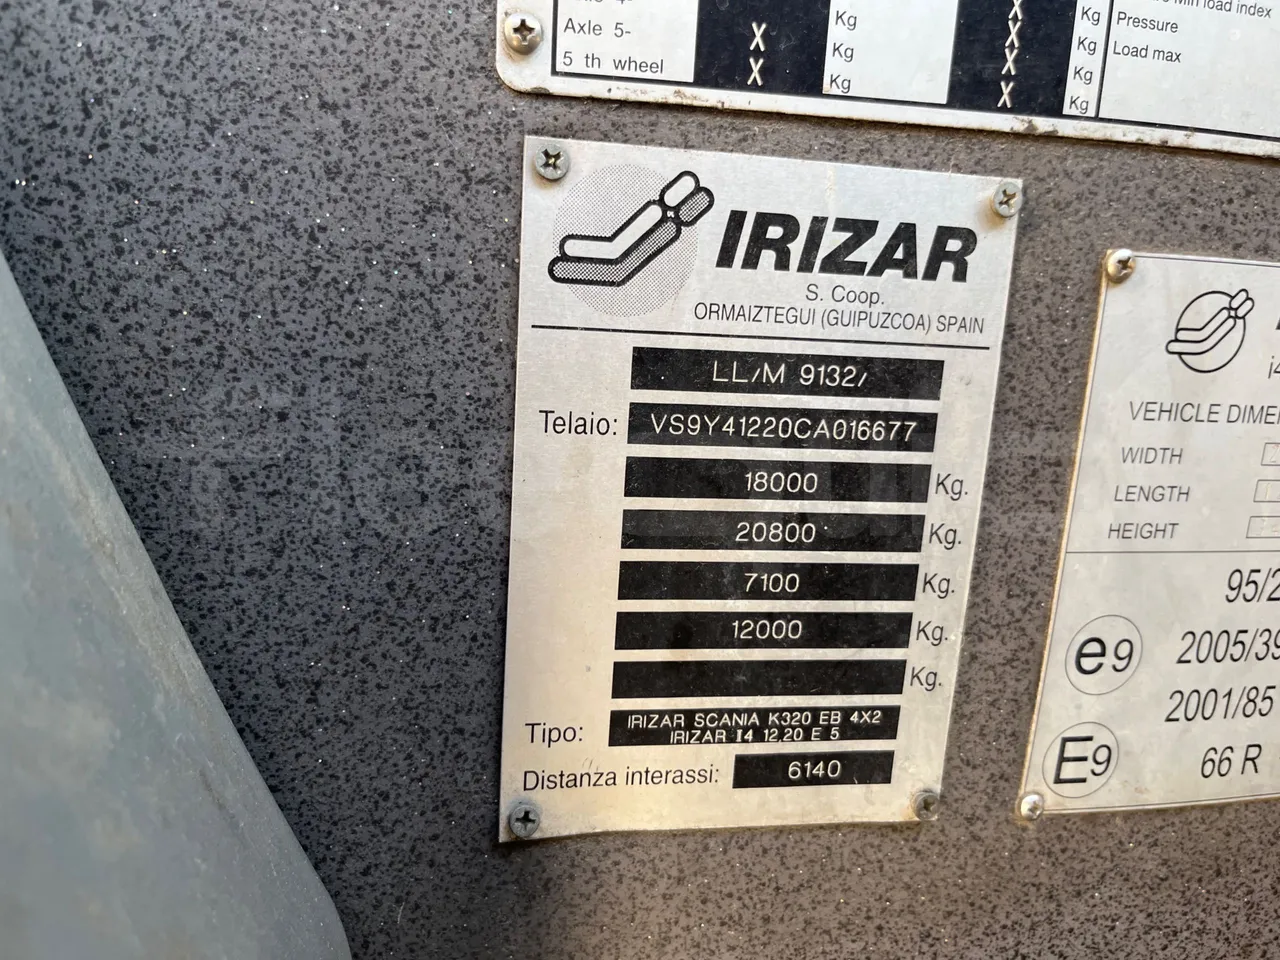 Axle 5-
5 th wheel
X
X
Kg
Kg
Kg
X
X
X
X
Kg
Kg
Kg
Kg
load index
Pressure
Load max
IRIZAR
S. Coop.
ORMAIZTEGUI (GUIPUZCOA) SPAIN
LL/M 9132/
Telaio: VS9Y41220CA016677
18000 Kg.
20800 Kg.
7100 Kg.
12000 Kg.
Kg.
Tipo: IRIZAR SCANIA K320 EB 4X2
IRIZAR I4 12,20 E 5
Distanza interassi: 6140
VEHICLE
WIDTH
LENGTH
HEIGHT
95/2
e9
2005/39
2001/85
E9
66 R